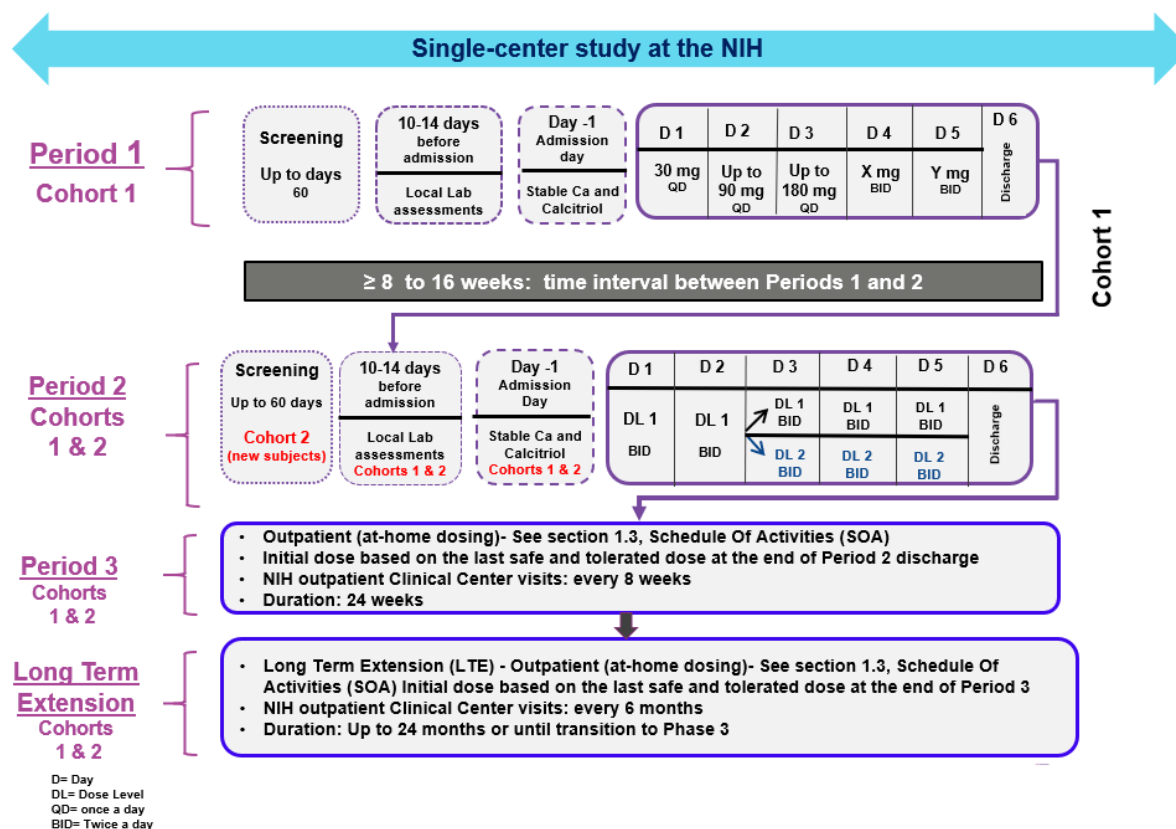 Single-center study at the NIH
Period 1
Cohort 1
Screening
Up to days
60
10-14 days
before
admission
Local Lab
assessments
Day -1
Admission
day
Stable Ca and
Calcitriol
D 1
D 2
D 3
D 4
D 5
D 6
30 mg
QD
Up to
90 mg
QD
Up to
180 mg
QD
X mg
BID
Y mg
BID
Discharge
Cohort 1
≥ 8 to 16 weeks: time interval between Periods 1 and 2
Period 2
Cohorts
1 & 2
Screening
Up to 60 days
Cohort 2
(new subjects)
10-14 days
before
admission
Local Lab
assessments
Cohorts 1 & 2
Day -1
Admission
Day
Stable Ca and
Calcitriol
Cohorts 1 & 2
D 1
D 2
D 3
D 4
D 5
D 6
DL 1
BID
DL 1
BID
DL 1
BID
DL 1
BID
DL 1
BID
DL 2
BID
DL 2
BID
DL 2
BID
Discharge
Period 3
Cohorts
1 & 2
• Outpatient (at-home dosing)- See section 1.3, Schedule Of Activities (SOA)
• Initial dose based on the last safe and tolerated dose at the end of Period 2 discharge
• NIH outpatient Clinical Center visits: every 8 weeks
• Duration: 24 weeks
Long Term
Extension
Cohorts
1 & 2
• Long Term Extension (LTE) - Outpatient (at-home dosing)- See section 1.3, Schedule Of
Activities (SOA) Initial dose based on the last safe and tolerated dose at the end of Period 3
• NIH outpatient Clinical Center visits: every 6 months
• Duration: Up to 24 months or until transition to Phase 3
D= Day
DL= Dose Level
QD= once a day
BID= Twice a day